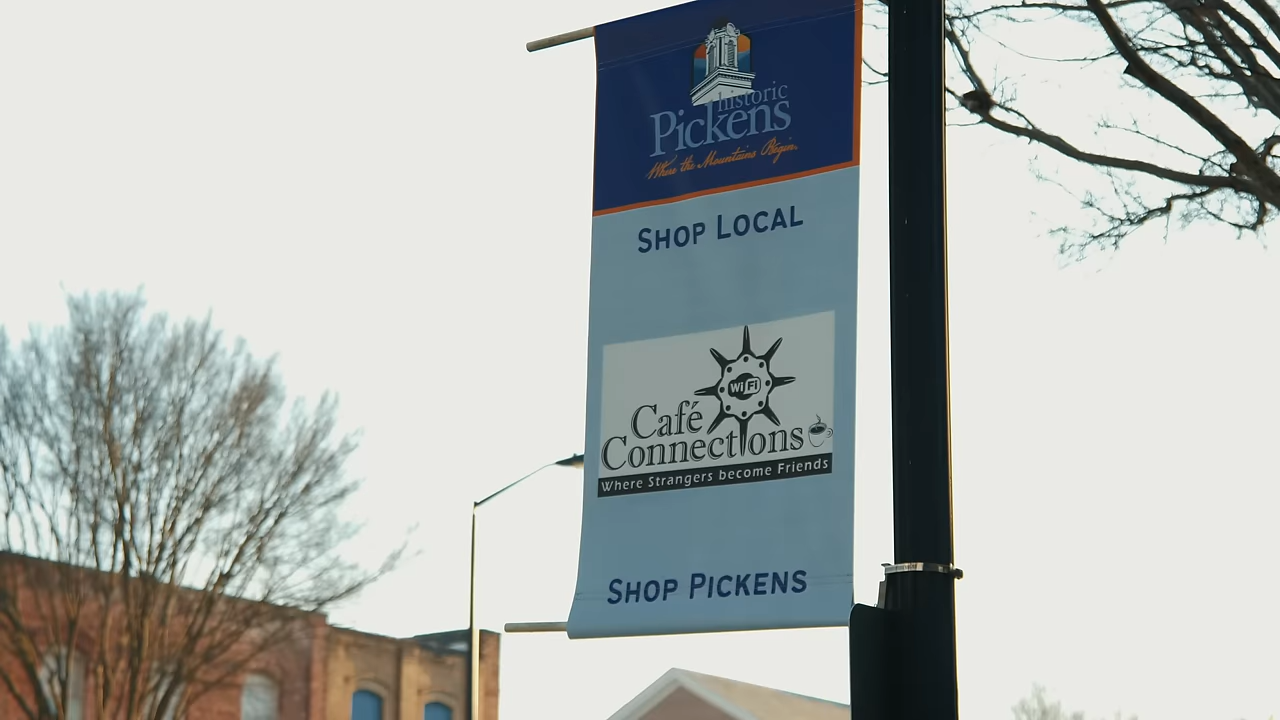 historic
Pickens
Where the Mountains Begin.
SHOP LOCAL
WiFi
Café
Connections
Where Strangers become Friends
SHOP PICKENS